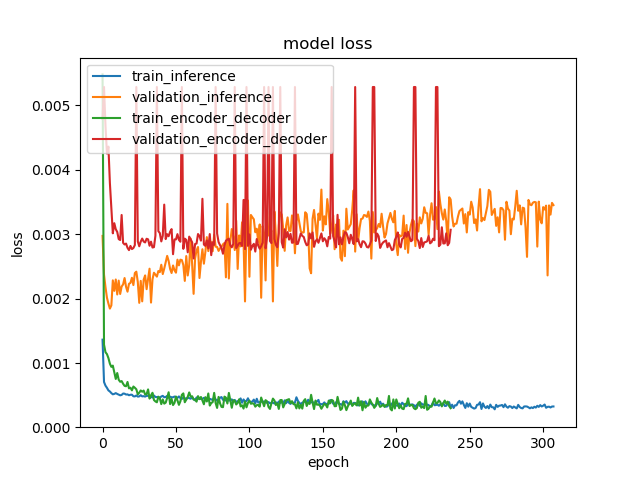 model loss
train_inference
validation_inference
train_encoder_decoder
validation_encoder_decoder
loss
0.005
0.004
0.003
0.002
0.001
0.000
0 50 100 150 200 250 300
epoch